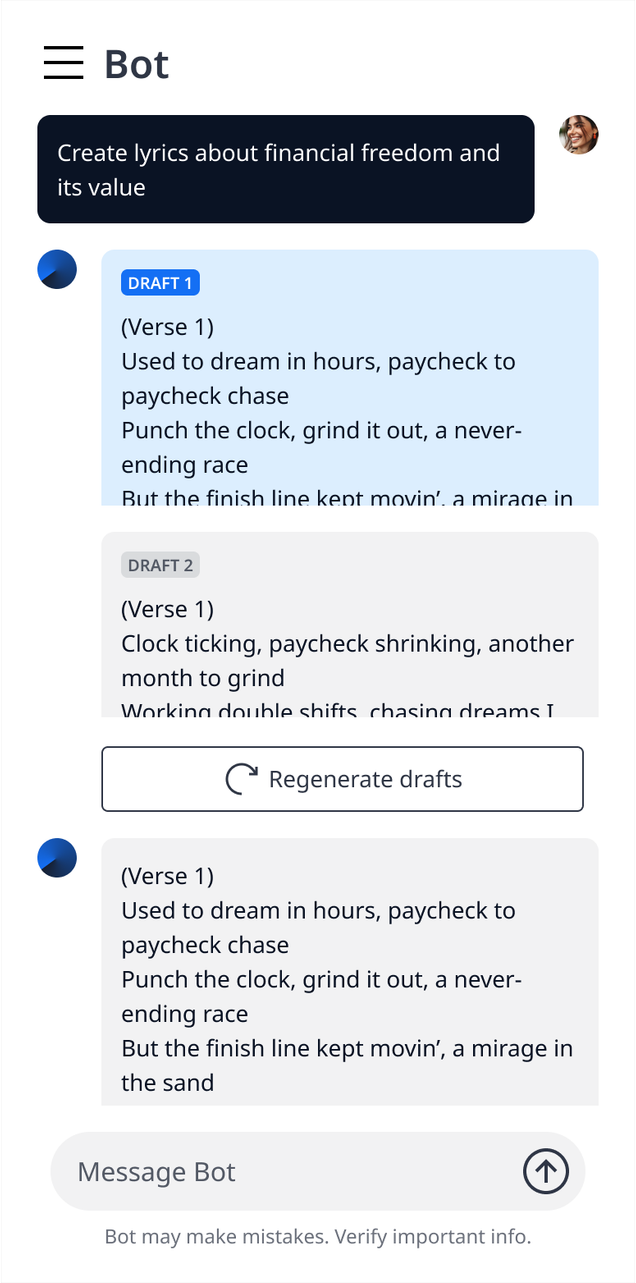 Bot
Create lyrics about financial freedom and
its value
DRAFT 1
(Verse 1)
Used to dream in hours, paycheck to
paycheck chase
Punch the clock, grind it out, a never-
ending race
But the finish line kept movin’, a mirage in
DRAFT 2
(Verse 1)
Clock ticking, paycheck shrinking, another
month to grind
Working double shifts, chasing dreams I
Regenerate drafts
(Verse 1)
Used to dream in hours, paycheck to
paycheck chase
Punch the clock, grind it out, a never-
ending race
But the finish line kept movin’, a mirage in
the sand
Message Bot
Bot may make mistakes. Verify important info.